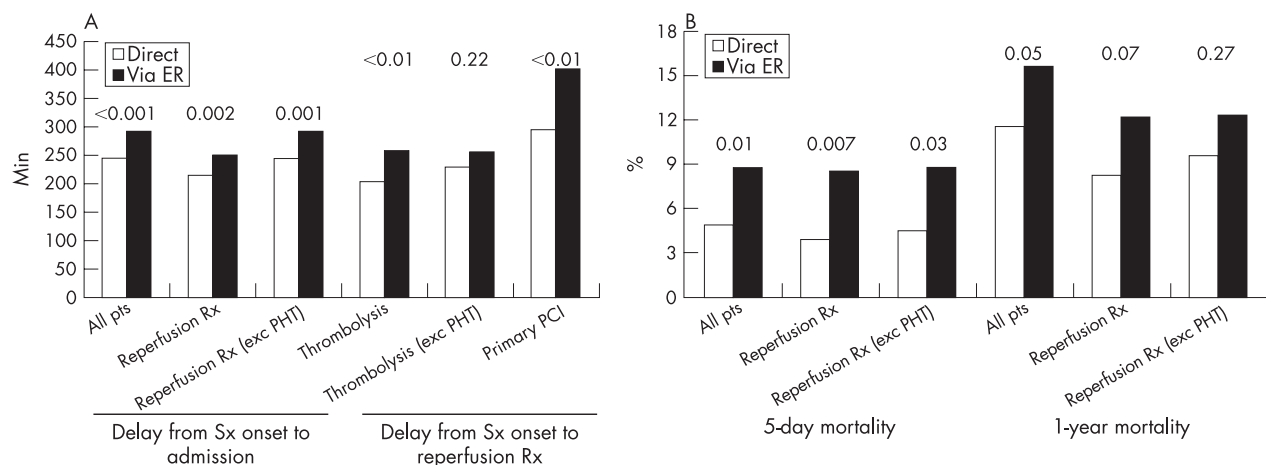 A
450
400
350
300
250
200
150
100
50
0
Min
Direct
Via ER
<0.001
0.002
0.001
<0.01
0.22
<0.01
All pts
Reperfusion Rx
Reperfusion Rx (exc PHT)
Thrombolysis
Thrombolysis (exc PHT)
Primary PCI
Delay from Sx onset to
admission
Delay from Sx onset to
reperfusion Rx
B
18
15
12
9
6
3
0
%
Direct
Via ER
0.01
0.007
0.03
0.05
0.07
0.27
All pts
Reperfusion Rx
Reperfusion Rx (exc PHT)
All pts
Reperfusion Rx
Reperfusion Rx (exc PHT)
5-day mortality
1-year mortality